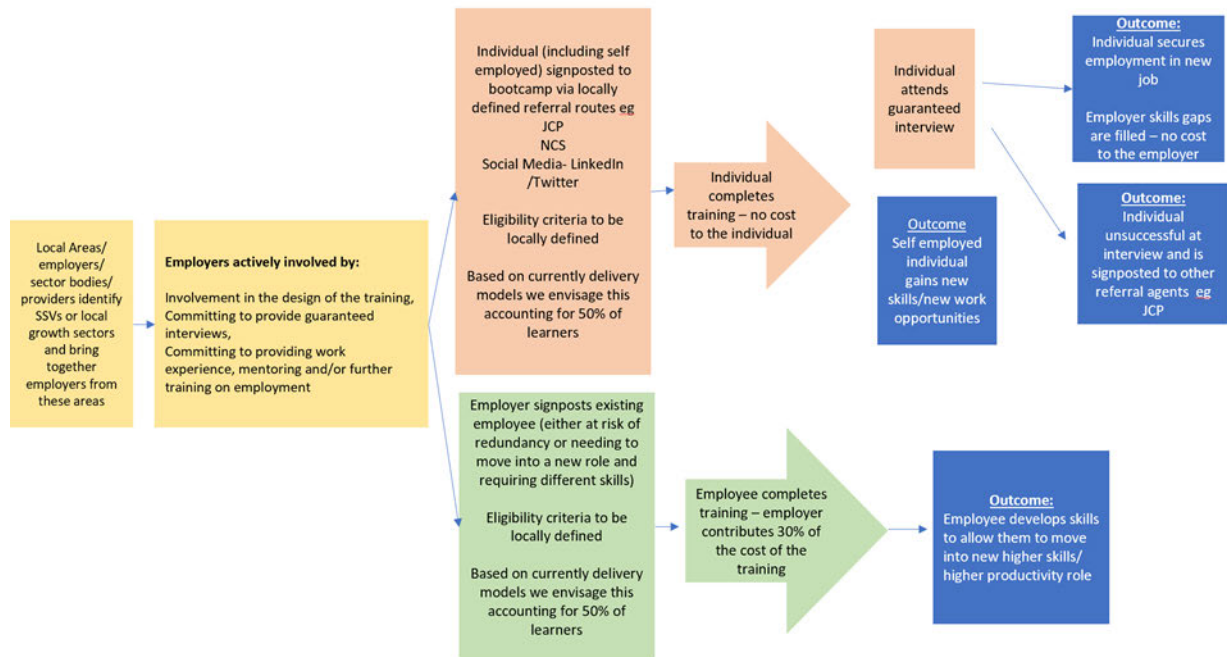 Local Areas/
employers/
sector bodies/
providers identify
SSVs or local
growth sectors
and bring
together
employers from
these areas
Employers actively involved by:
Involvement in the design of the training,
Committing to provide guaranteed
interviews,
Committing to providing work
experience, mentoring and/or further
training on employment
Individual (including self
employed) signposted to
bootcamp via locally
defined referral routes eg
JCP
NCS
Social Media- LinkedIn
/Twitter
Eligibility criteria to be
locally defined
Based on currently delivery
models we envisage this
accounting for 50% of
learners
Individual
completes
training – no cost
to the individual
Individual
attends
guaranteed
interview
Outcome:
Individual secures
employment in new
job
Employer skills gaps
are filled – no cost
to the employer
Outcome
Self employed
individual
gains new
skills/new work
opportunities
Outcome:
Individual
unsuccessful at
interview and is
signposted to other
referral agents eg
JCP
Employer signposts existing
employee (either at risk of
redundancy or needing to
move into a new role and
requiring different skills)
Eligibility criteria to be
locally defined
Based on currently delivery
models we envisage this
accounting for 50% of
learners
Employee completes
training – employer
contributes 30% of
the cost of the
training
Outcome:
Employee develops skills
to allow them to move
into new higher skills/
higher productivity role